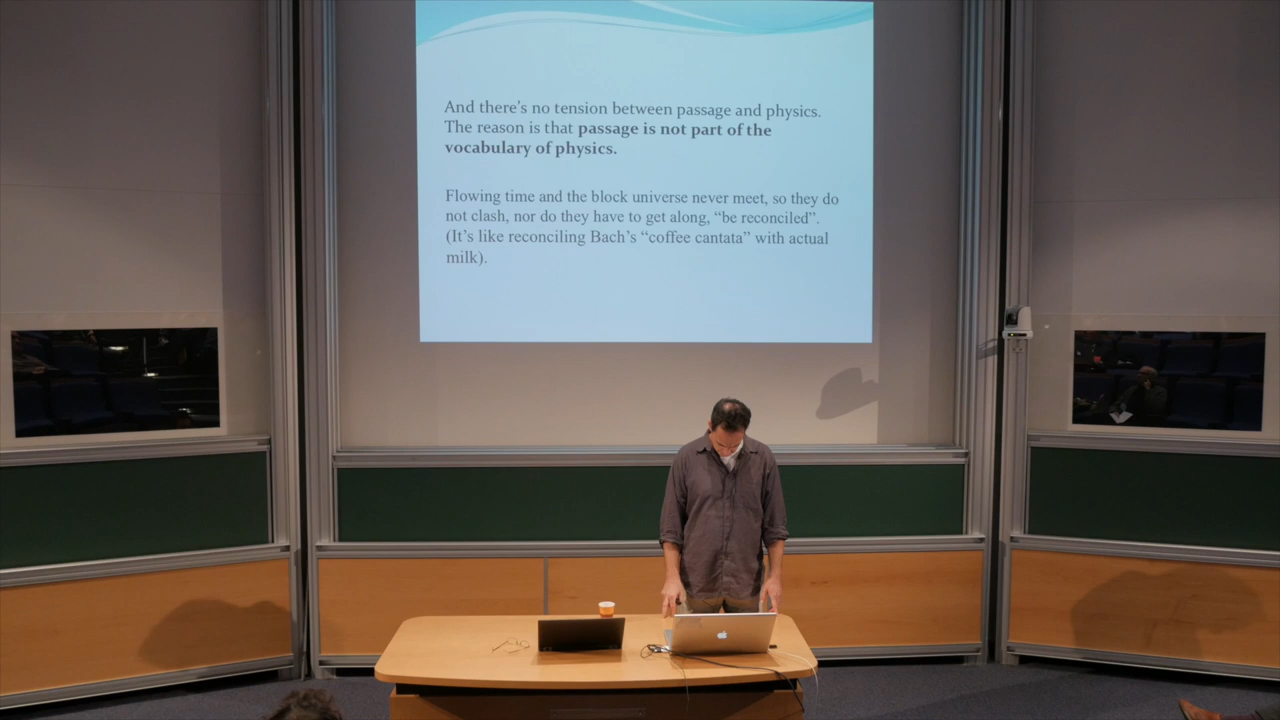 And there's no tension between passage and physics.
The reason is that passage is not part of the
vocabulary of physics.
Flowing time and the block universe never meet, so they do
not clash, nor do they have to get along, “be reconciled”.
(It's like reconciling Bach's “coffee cantata” with actual
milk).